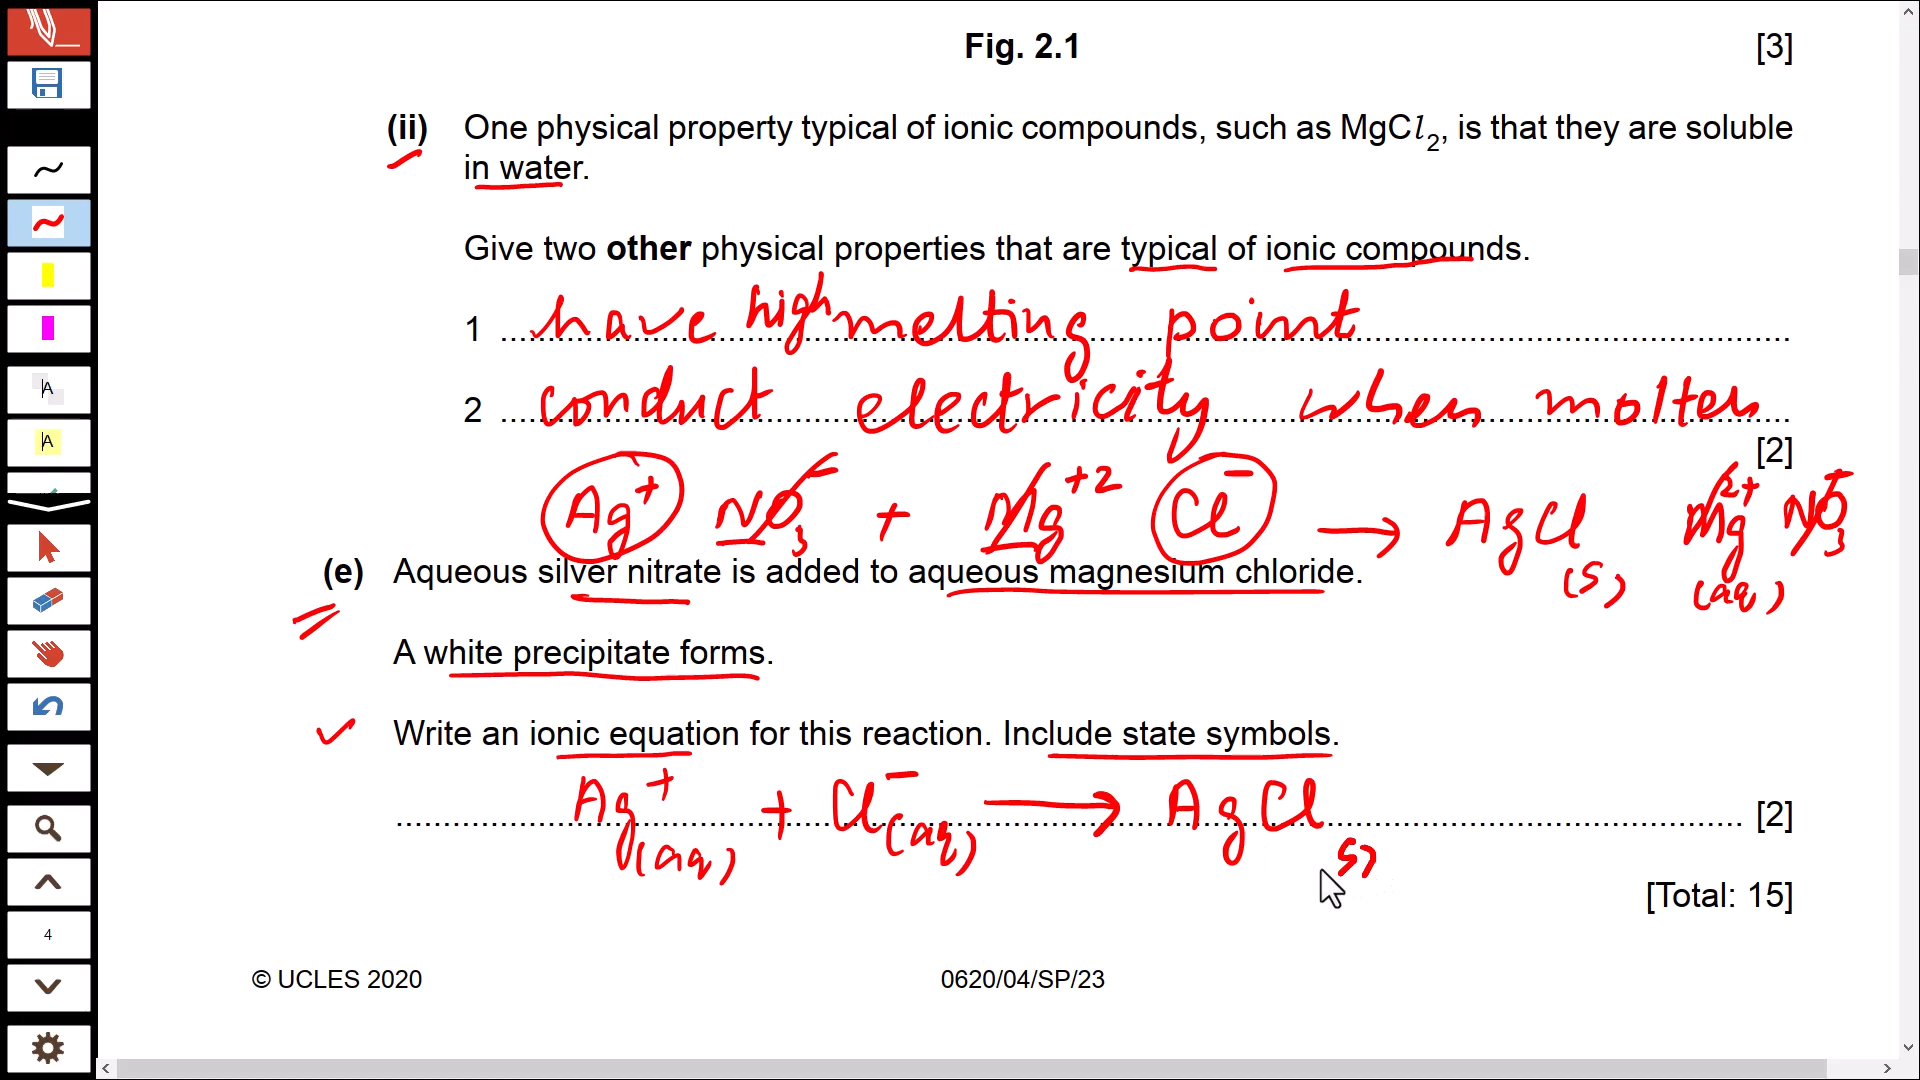 Fig. 2.1 [3]
(ii) One physical property typical of ionic compounds, such as MgCl₂, is that they are soluble
in water.
Give two other physical properties that are typical of ionic compounds.
1 have high melting point
2 conduct electricity when molten
[2]
Ag⁺ NO₃⁻ + Mg⁺² Cl⁻ → AgCl(s) Mg²⁺ NO₃⁻ (aq)
(e) Aqueous silver nitrate is added to aqueous magnesium chloride.
A white precipitate forms.
Write an ionic equation for this reaction. Include state symbols.
Ag⁺(aq) + Cl⁻(aq) → AgCl s) [2]
[Total: 15]
© UCLES 2020 0620/04/SP/23
A
A
4